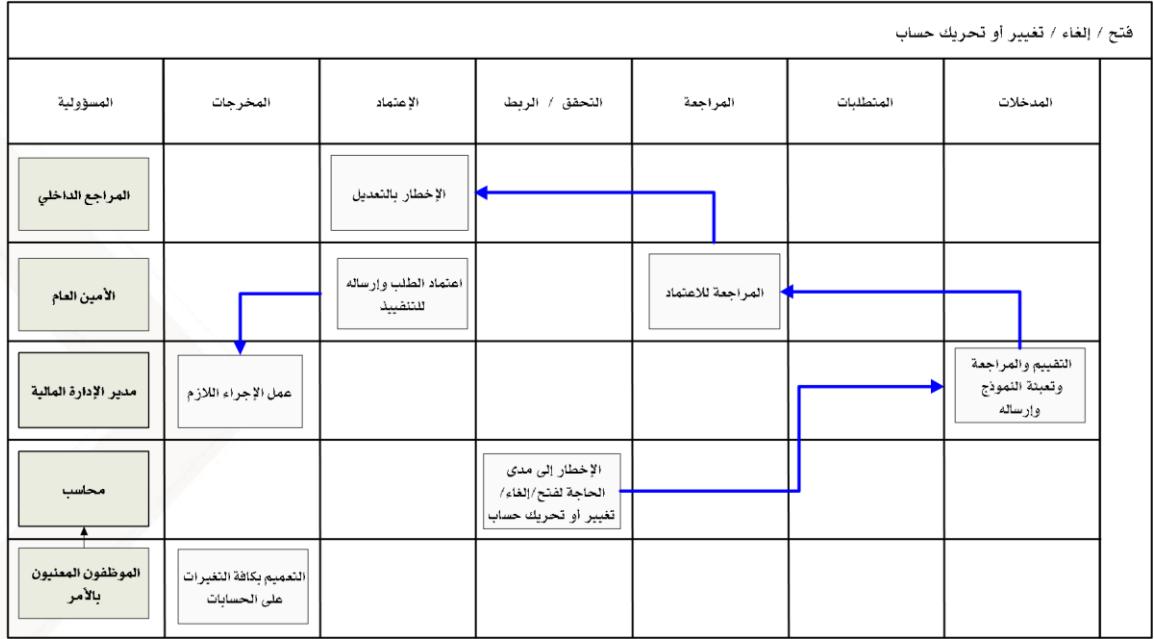 فتح / إلغاء / تغيير أو تحريك حساب
المدخلات
المتطلبات
المراجعة
التحقق / الربط
الإعتماد
المخرجات
المسؤولية
الإخطار بالتعديل
المراجع الداخلي
المراجعة للاعتماد
اعتماد الطلب وإرساله
للتنفييذ
الأمين العام
التقييم والمراجعة
وتعبئة النموذج
وإرساله
عمل الإجراء اللازم
مدير الإدارة المالية
الإخطار إلى مدى
الحاجة لفتح/إلغاء/
تغيير أو تحريك حساب
محاسب
التعميم بكافة التغيرات
على الحسابات
الموظفون المعنيون
بالأمر